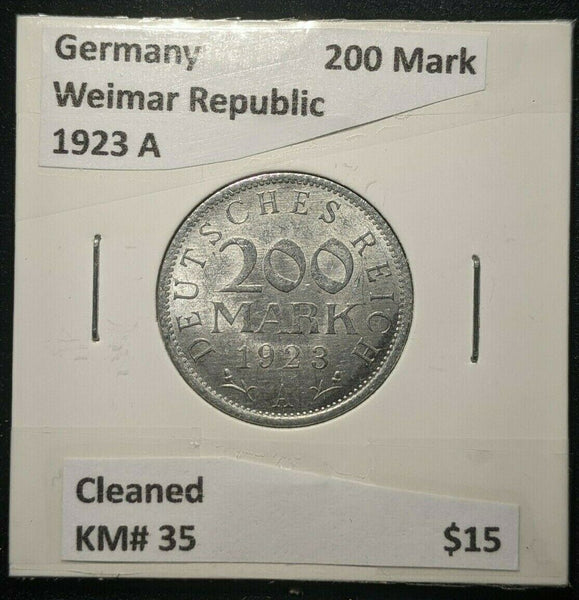 Germany 200 Mark
Weimar Republic
1923 A
DEUTSCHES REICH
200
MARK
1923
A
Cleaned
KM# 35 $15